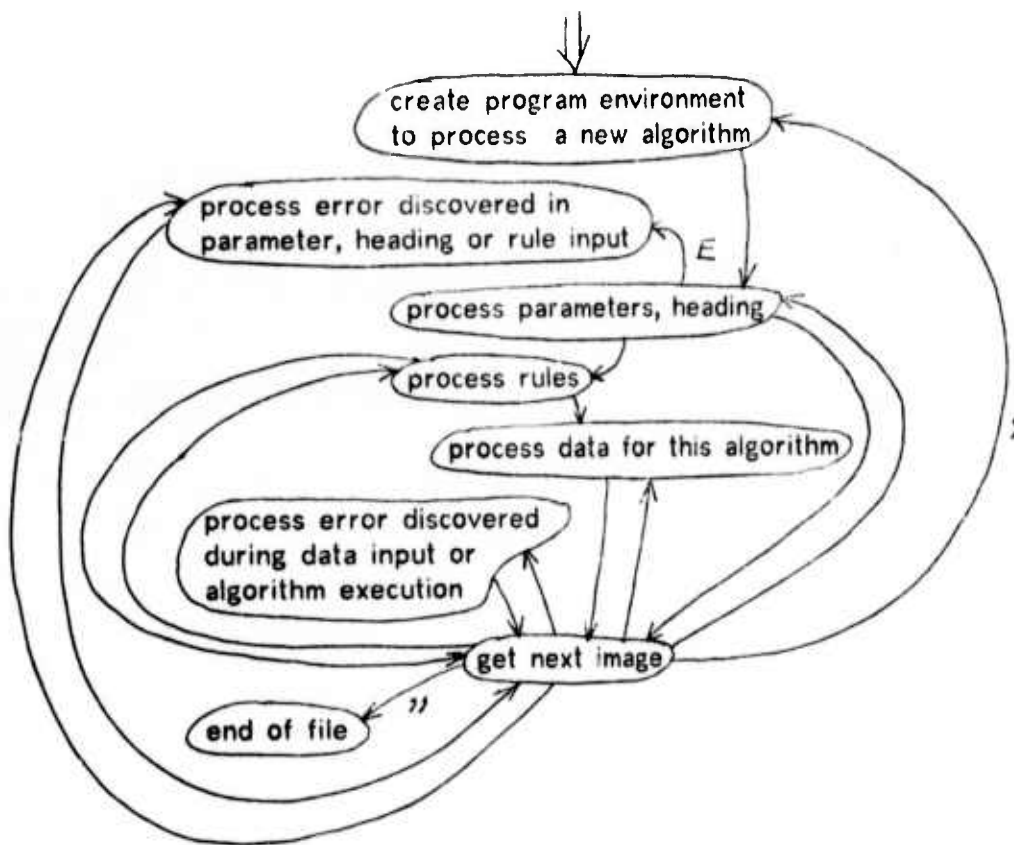 create program environment
to process a new algorithm
process error discovered in
parameter, heading or rule input
E
process parameters, heading
process rules
process data for this algorithm
process error discovered
during data input or
algorithm execution
get next image
,,
end of file